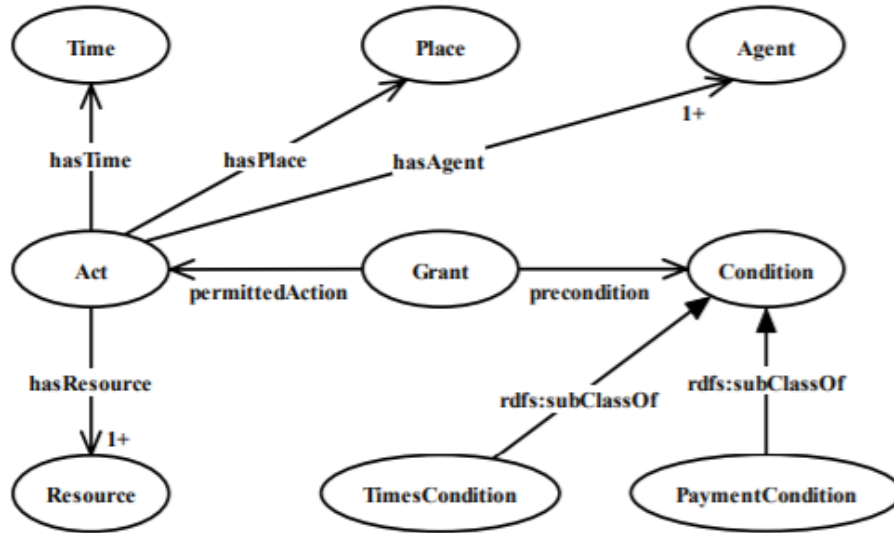 Time
Place
Agent
1+
hasTime
hasPlace
hasAgent
Act
Grant
Condition
permittedAction
precondition
hasResource
rdfs:subClassOf
rdfs:subClassOf
1+
Resource
TimesCondition
PaymentCondition